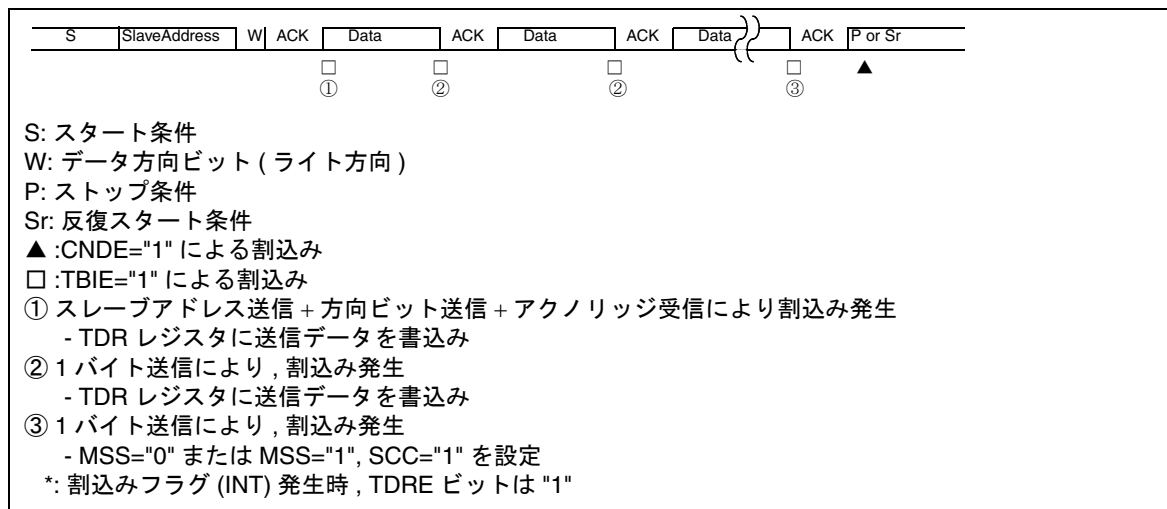 S SlaveAddress W ACK Data ACK Data ACK Data ACK P or Sr
□ □ □ □ ▲
① ② ② ③
S: スタート条件
W: データ方向ビット ( ライト方向 )
P: ストップ条件
Sr: 反復スタート条件
▲ :CNDE="1" による割込み
□ :TBIE="1" による割込み
① スレーブアドレス送信 + 方向ビット送信 + アクノリッジ受信により割込み発生
- TDR レジスタに送信データを書込み
② 1 バイト送信により , 割込み発生
- TDR レジスタに送信データを書込み
③ 1 バイト送信により , 割込み発生
- MSS="0" または MSS="1", SCC="1" を設定
*: 割込みフラグ (INT) 発生時 , TDRE ビットは "1"